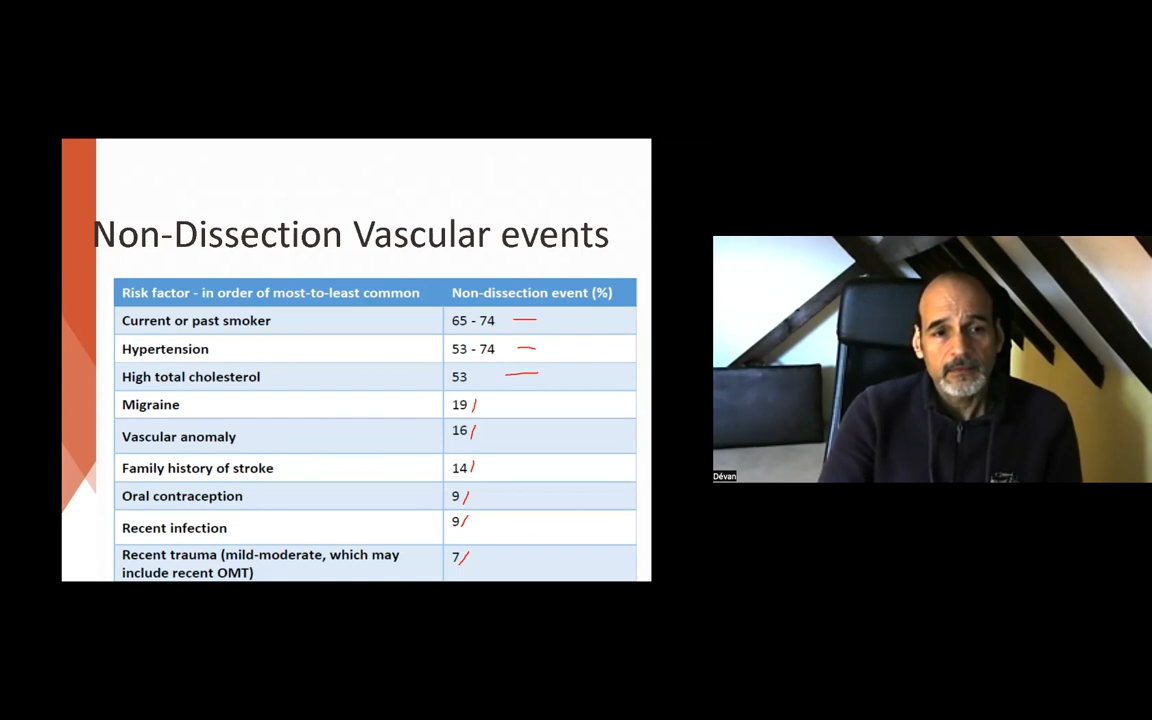 Non-Dissection Vascular events
Risk factor - in order of most-to-least common Non-dissection event (%)
Current or past smoker 65 - 74
Hypertension 53 - 74
High total cholesterol 53
Migraine 19
Vascular anomaly 16
Family history of stroke 14
Oral contraception 9
Recent infection 9
Recent trauma (mild-moderate, which may
include recent OMT) 7
Dévan